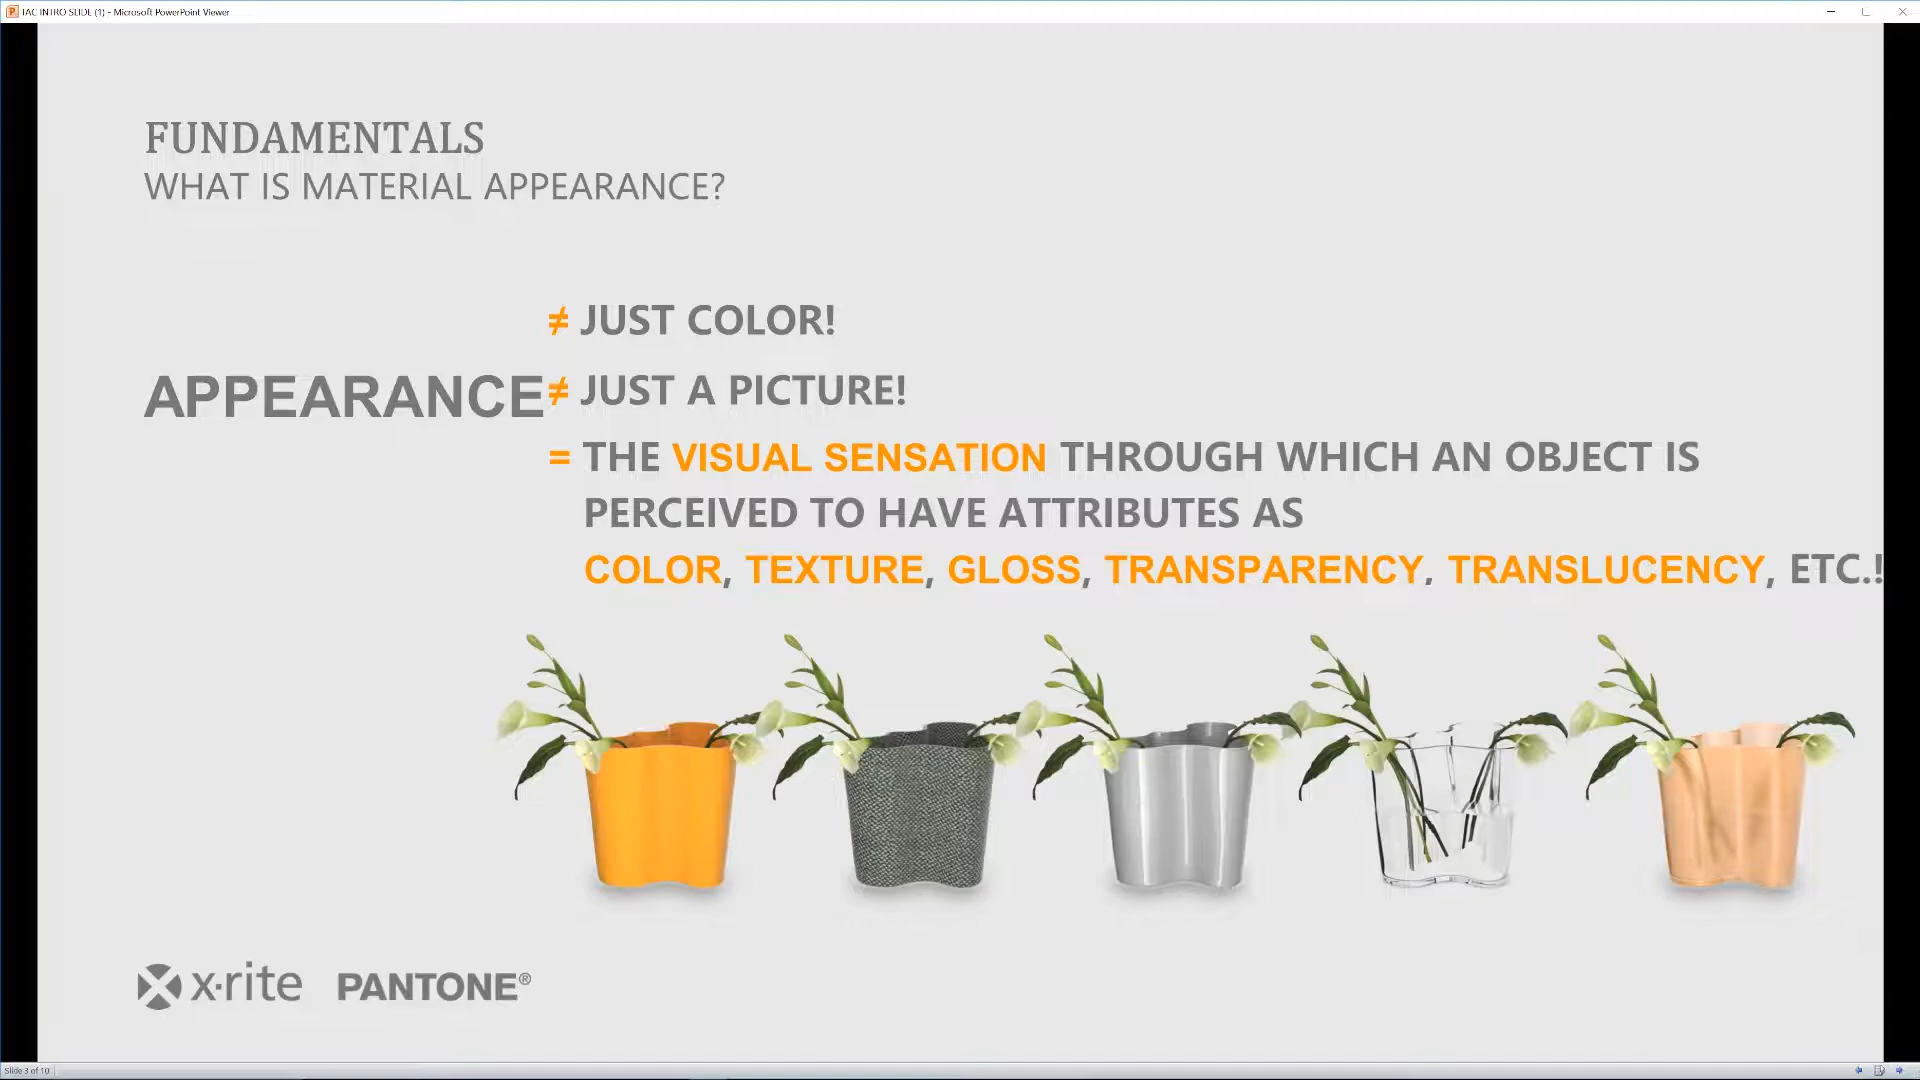 TAC INTRO SLIDE (1) - Microsoft PowerPoint Viewer
FUNDAMENTALS
WHAT IS MATERIAL APPEARANCE?
≠ JUST COLOR!
APPEARANCE ≠ JUST A PICTURE!
= THE VISUAL SENSATION THROUGH WHICH AN OBJECT IS
PERCEIVED TO HAVE ATTRIBUTES AS
COLOR, TEXTURE, GLOSS, TRANSPARENCY, TRANSLUCENCY, ETC.!
x·rite PANTONE®
Slide 3 of 10